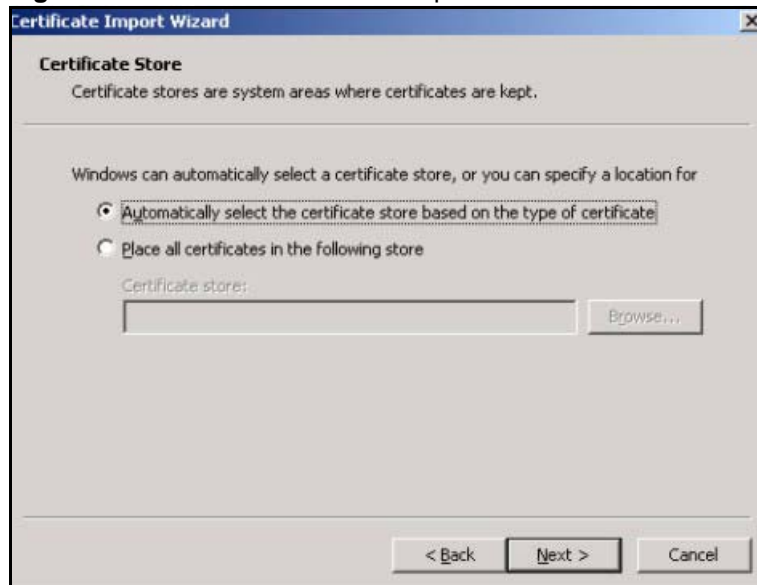 Certificate Import Wizard
Certificate Store
Certificate stores are system areas where certificates are kept.
Windows can automatically select a certificate store, or you can specify a location for
Automatically select the certificate store based on the type of certificate
Place all certificates in the following store
Certificate store:
Browse...
< Back
Next >
Cancel